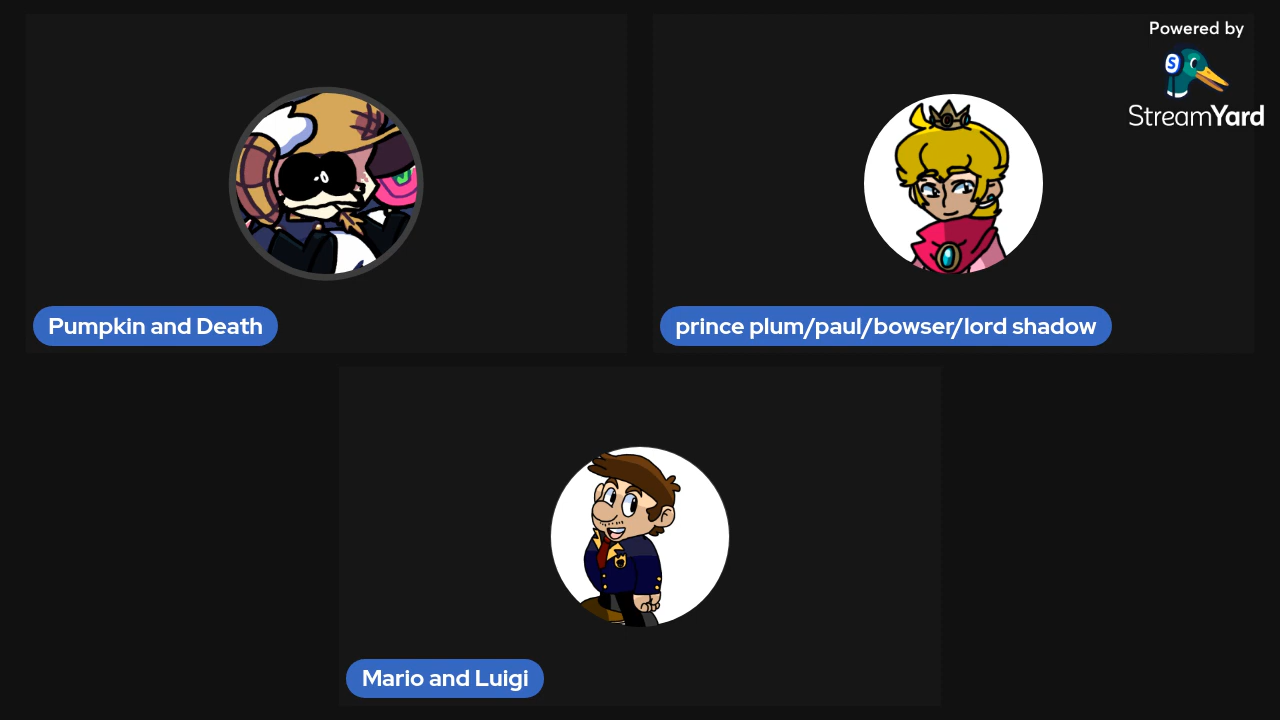 Powered by
S
StreamYard
Pumpkin and Death
prince plum/paul/bowser/lord shadow
Mario and Luigi